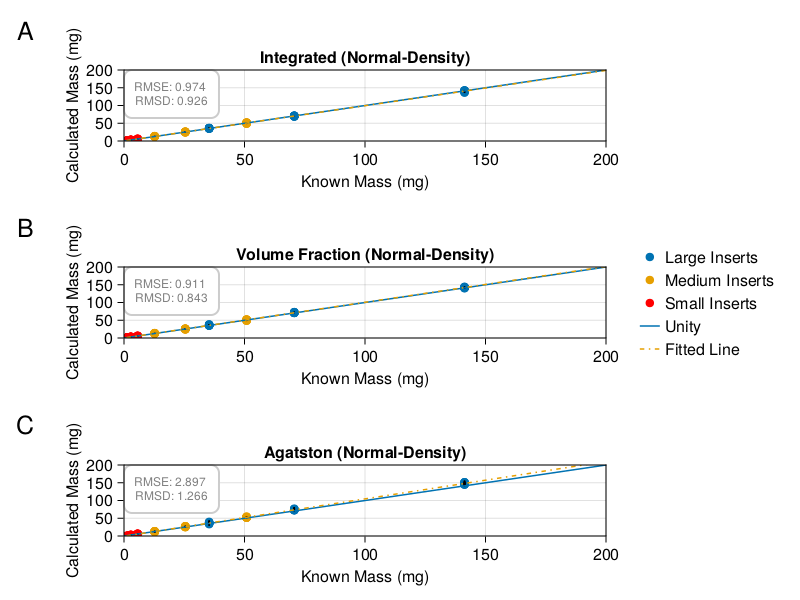 A
Integrated (Normal-Density)
Calculated Mass (mg)
200
150
100
50
0
RMSE: 0.974
RMSD: 0.926
0 50 100 150 200
Known Mass (mg)
B
Volume Fraction (Normal-Density)
Calculated Mass (mg)
200
150
100
50
0
RMSE: 0.911
RMSD: 0.843
0 50 100 150 200
Known Mass (mg)
Large Inserts
Medium Inserts
Small Inserts
Unity
Fitted Line
C
Agatston (Normal-Density)
Calculated Mass (mg)
200
150
100
50
0
RMSE: 2.897
RMSD: 1.266
0 50 100 150 200
Known Mass (mg)